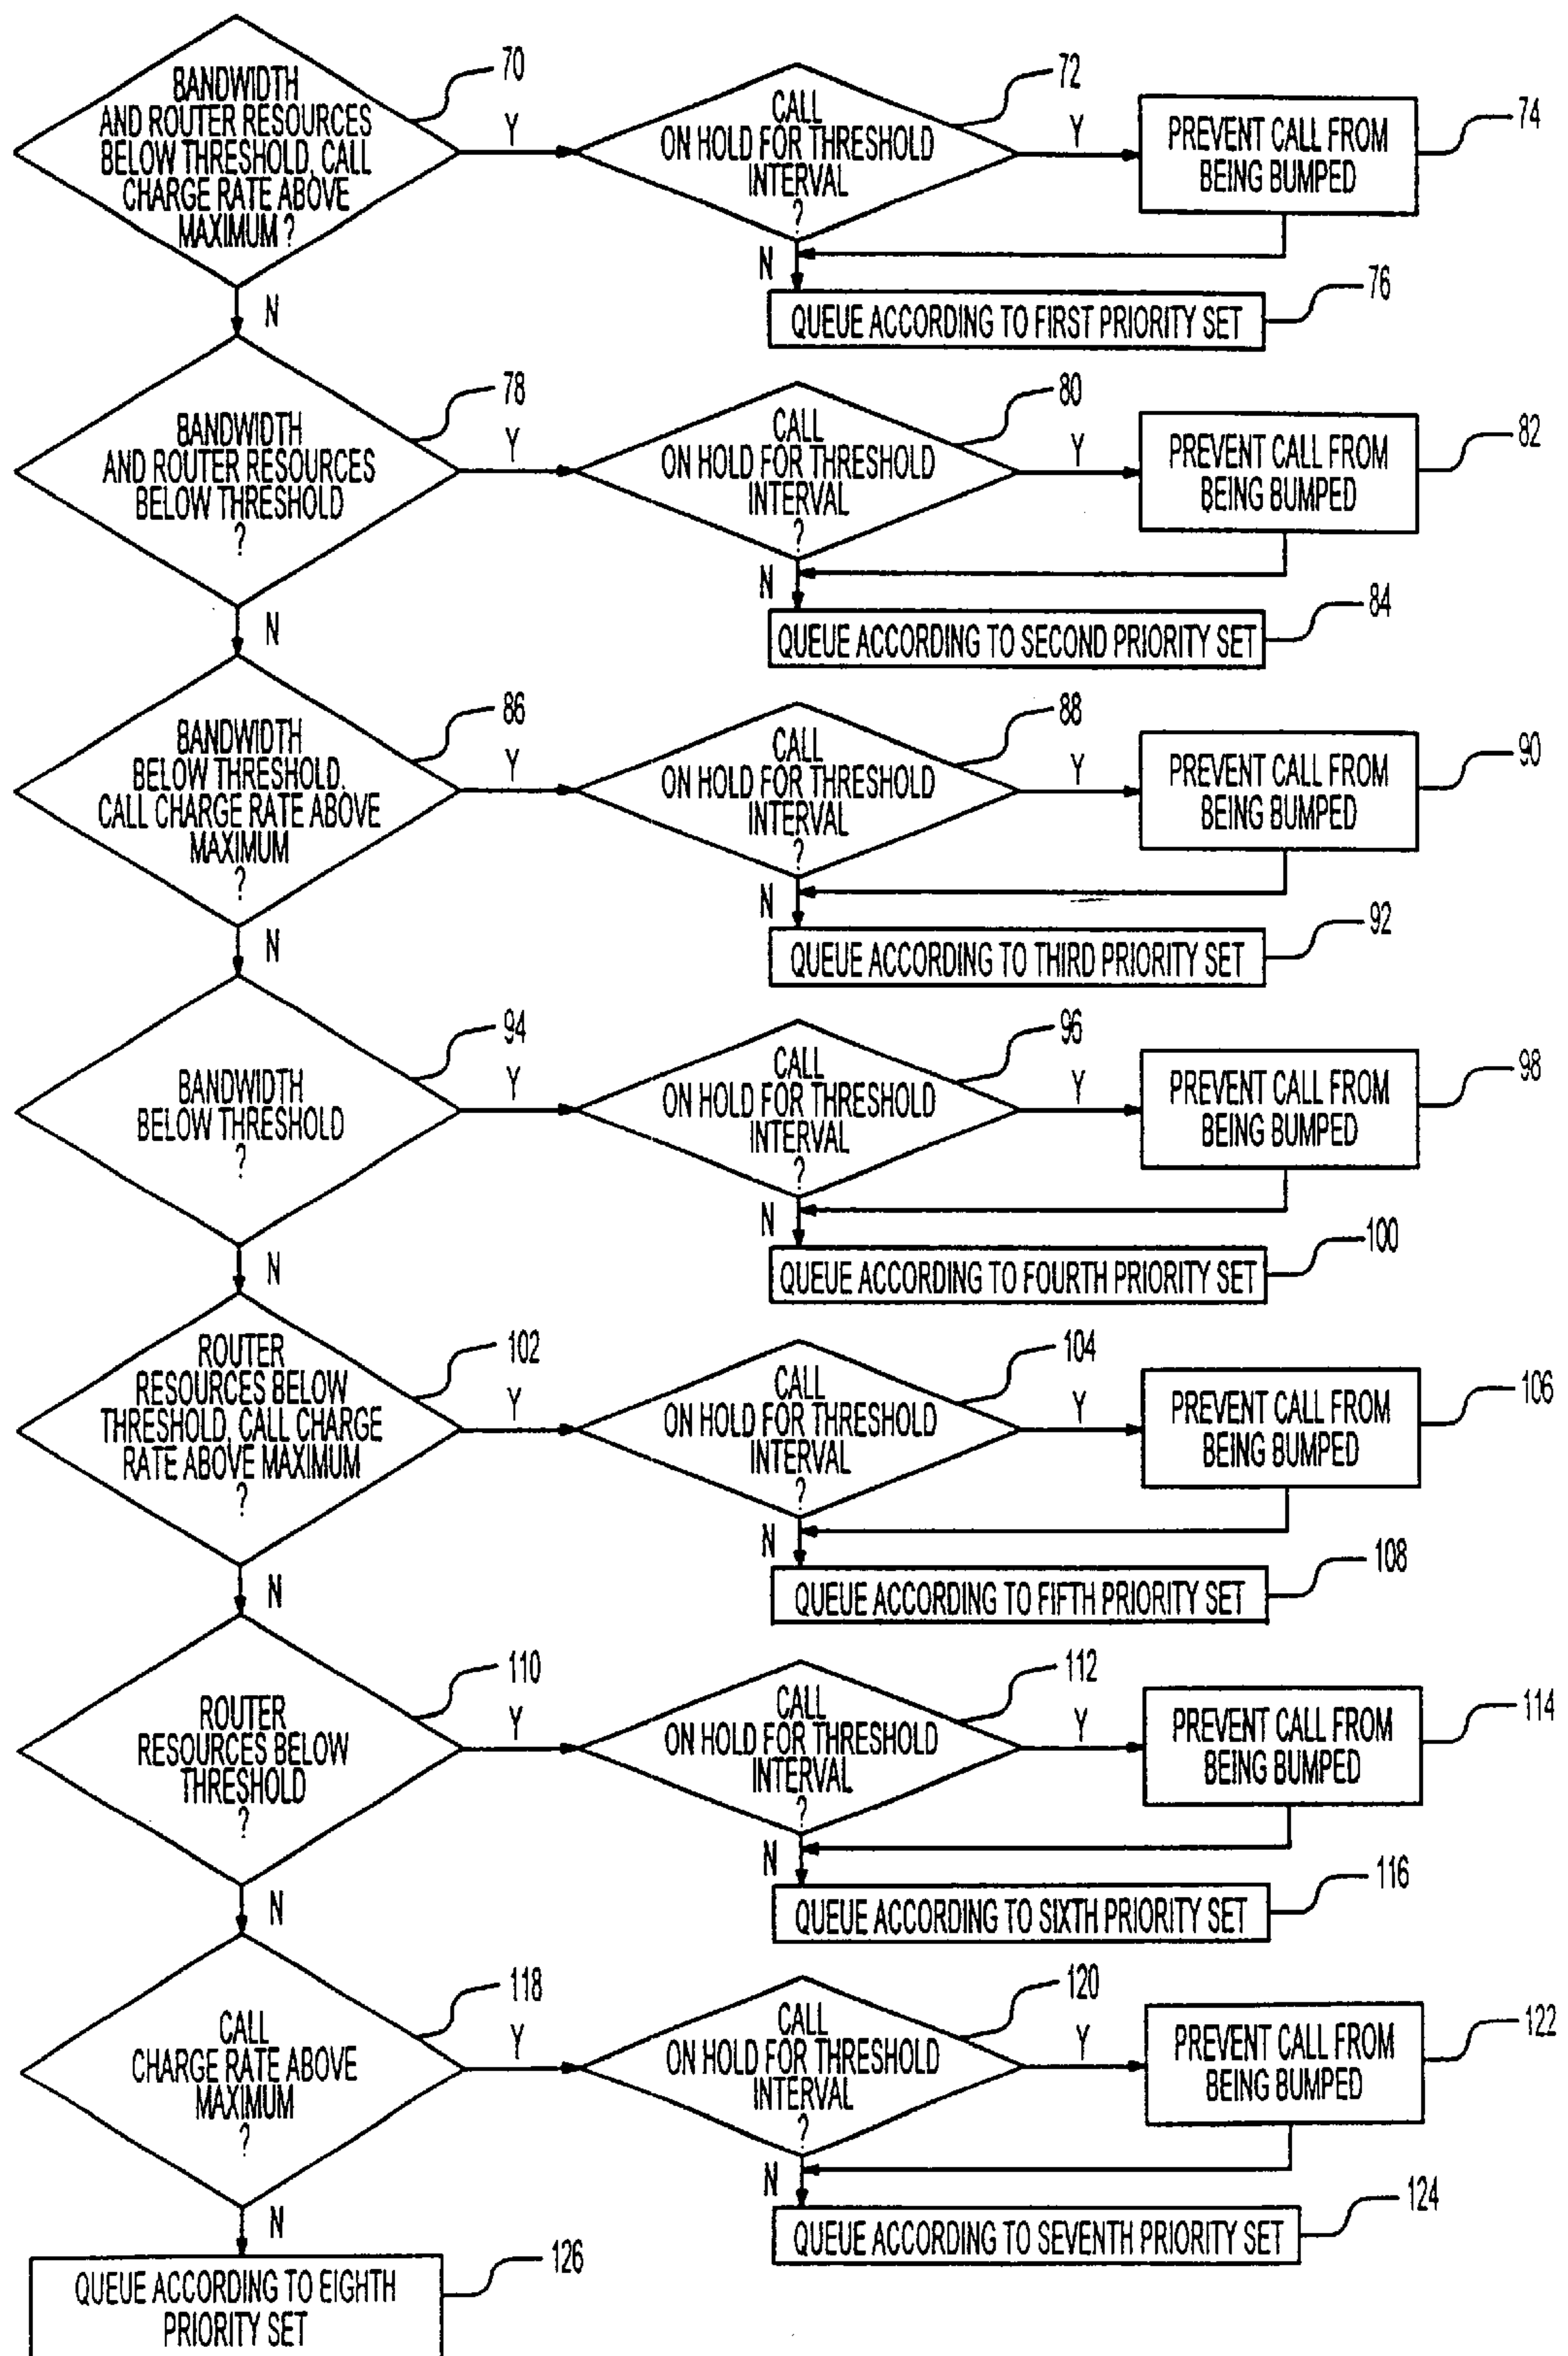 BANDWIDTH
AND ROUTER RESOURCES
BELOW THRESHOLD, CALL
CHARGE RATE ABOVE
MAXIMUM ?
70
Y
CALL
ON HOLD FOR THRESHOLD
INTERVAL
?
72
Y
PREVENT CALL FROM
BEING BUMPED
74
N
QUEUE ACCORDING TO FIRST PRIORITY SET
76
N
BANDWIDTH
AND ROUTER RESOURCES
BELOW THRESHOLD
?
78
Y
CALL
ON HOLD FOR THRESHOLD
INTERVAL
?
80
Y
PREVENT CALL FROM
BEING BUMPED
82
N
QUEUE ACCORDING TO SECOND PRIORITY SET
84
N
BANDWIDTH
BELOW THRESHOLD,
CALL CHARGE RATE ABOVE
MAXIMUM
?
86
Y
CALL
ON HOLD FOR THRESHOLD
INTERVAL
?
88
Y
PREVENT CALL FROM
BEING BUMPED
90
N
QUEUE ACCORDING TO THIRD PRIORITY SET
92
N
BANDWIDTH
BELOW THRESHOLD
?
94
Y
CALL
ON HOLD FOR THRESHOLD
INTERVAL
?
96
Y
PREVENT CALL FROM
BEING BUMPED
98
N
QUEUE ACCORDING TO FOURTH PRIORITY SET
100
N
ROUTER
RESOURCES BELOW
THRESHOLD, CALL CHARGE
RATE ABOVE MAXIMUM
?
102
Y
CALL
ON HOLD FOR THRESHOLD
INTERVAL
?
104
Y
PREVENT CALL FROM
BEING BUMPED
106
N
QUEUE ACCORDING TO FIFTH PRIORITY SET
108
N
ROUTER
RESOURCES BELOW
THRESHOLD
?
110
Y
CALL
ON HOLD FOR THRESHOLD
INTERVAL
?
112
Y
PREVENT CALL FROM
BEING BUMPED
114
N
QUEUE ACCORDING TO SIXTH PRIORITY SET
116
N
CALL
CHARGE RATE ABOVE
MAXIMUM
?
118
Y
CALL
ON HOLD FOR THRESHOLD
INTERVAL
?
120
Y
PREVENT CALL FROM
BEING BUMPED
122
N
QUEUE ACCORDING TO SEVENTH PRIORITY SET
124
N
QUEUE ACCORDING TO EIGHTH
PRIORITY SET
126